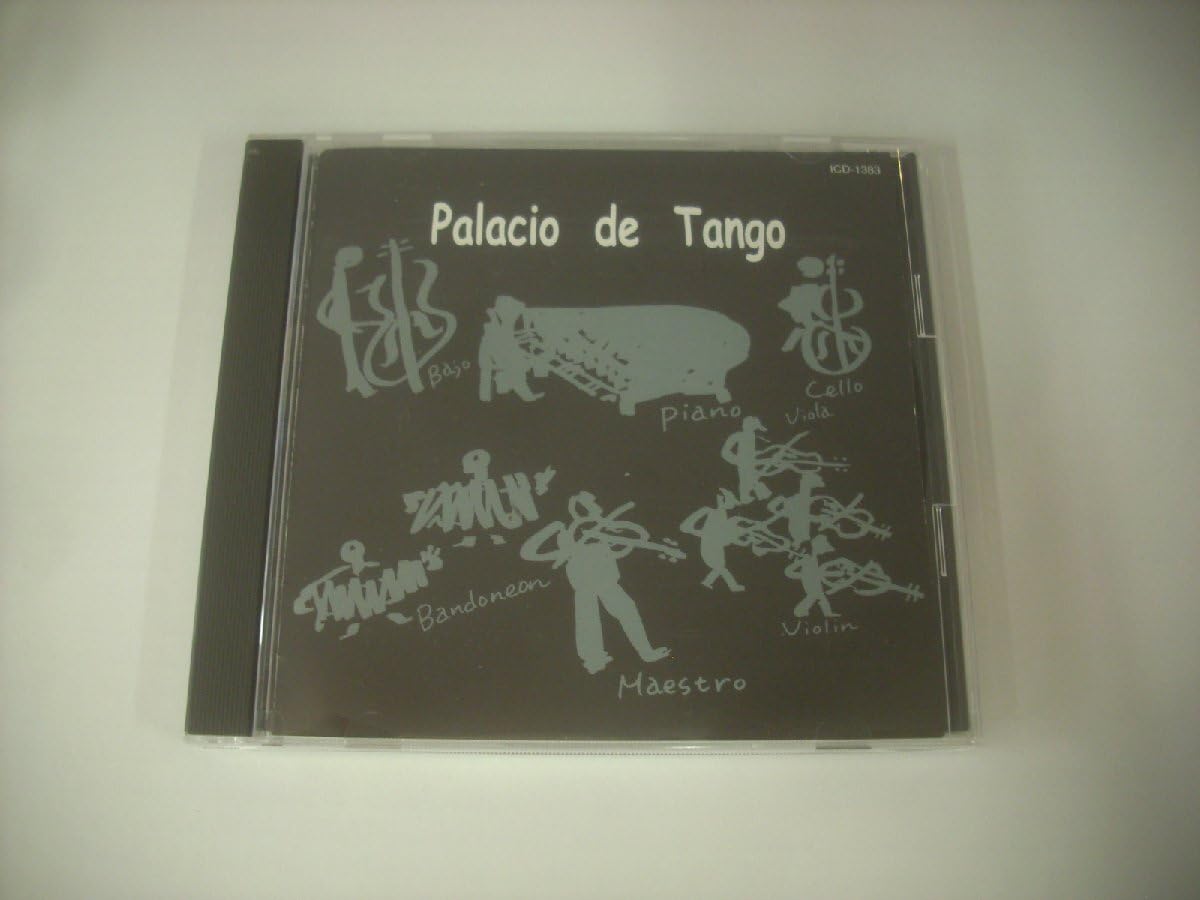 ICD-1383
Palacio de Tango
Bajo
Piano
Cello
Viola
Bandoneon
Violin
Maestro